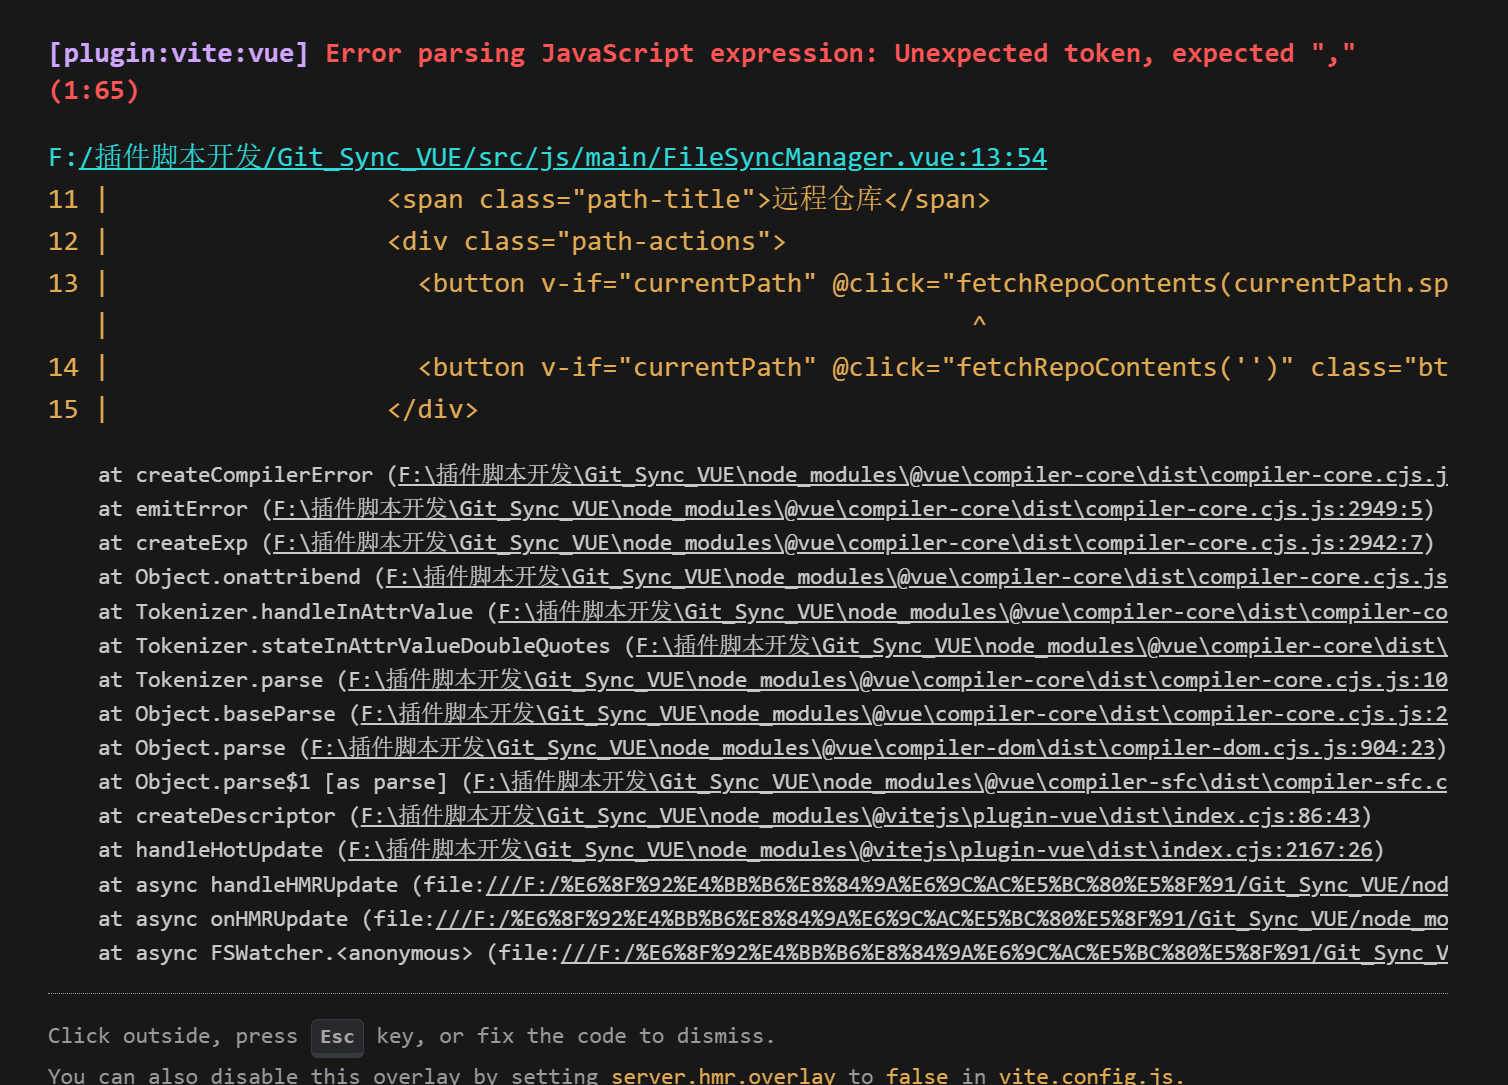 [plugin:vite:vue] Error parsing JavaScript expression: Unexpected token, expected ","
(1:65)
F:/插件脚本开发/Git_Sync_VUE/src/js/main/FileSyncManager.vue:13:54
11 |                  <span class="path-title">远程仓库</span>
12 |                  <div class="path-actions">
13 |                    <button v-if="currentPath" @click="fetchRepoContents(currentPath.sp
   |                                                        ^
14 |                    <button v-if="currentPath" @click="fetchRepoContents('')" class="bt
15 |                  </div>
at createCompilerError (F:\插件脚本开发\Git_Sync_VUE\node_modules\@vue\compiler-core\dist\compiler-core.cjs.j
at emitError (F:\插件脚本开发\Git_Sync_VUE\node_modules\@vue\compiler-core\dist\compiler-core.cjs.js:2949:5)
at createExp (F:\插件脚本开发\Git_Sync_VUE\node_modules\@vue\compiler-core\dist\compiler-core.cjs.js:2942:7)
at Object.onattribend (F:\插件脚本开发\Git_Sync_VUE\node_modules\@vue\compiler-core\dist\compiler-core.cjs.js
at Tokenizer.handleInAttrValue (F:\插件脚本开发\Git_Sync_VUE\node_modules\@vue\compiler-core\dist\compiler-co
at Tokenizer.stateInAttrValueDoubleQuotes (F:\插件脚本开发\Git_Sync_VUE\node_modules\@vue\compiler-core\dist\
at Tokenizer.parse (F:\插件脚本开发\Git_Sync_VUE\node_modules\@vue\compiler-core\dist\compiler-core.cjs.js:10
at Object.baseParse (F:\插件脚本开发\Git_Sync_VUE\node_modules\@vue\compiler-core\dist\compiler-core.cjs.js:2
at Object.parse (F:\插件脚本开发\Git_Sync_VUE\node_modules\@vue\compiler-dom\dist\compiler-dom.cjs.js:904:23)
at Object.parse$1 [as parse] (F:\插件脚本开发\Git_Sync_VUE\node_modules\@vue\compiler-sfc\dist\compiler-sfc.c
at createDescriptor (F:\插件脚本开发\Git_Sync_VUE\node_modules\@vitejs\plugin-vue\dist\index.cjs:86:43)
at handleHotUpdate (F:\插件脚本开发\Git_Sync_VUE\node_modules\@vitejs\plugin-vue\dist\index.cjs:2167:26)
at async handleHMRUpdate (file:///F:/%E6%8F%92%E4%BB%B6%E8%84%9A%E6%9C%AC%E5%BC%80%E5%8F%91/Git_Sync_VUE/nod
at async onHMRUpdate (file:///F:/%E6%8F%92%E4%BB%B6%E8%84%9A%E6%9C%AC%E5%BC%80%E5%8F%91/Git_Sync_VUE/node_mo
at async FSWatcher.<anonymous> (file:///F:/%E6%8F%92%E4%BB%B6%E8%84%9A%E6%9C%AC%E5%BC%80%E5%8F%91/Git_Sync_V
Click outside, press Esc key, or fix the code to dismiss.
You can also disable this overlay by setting server.hmr.overlay to false in vite.config.js.